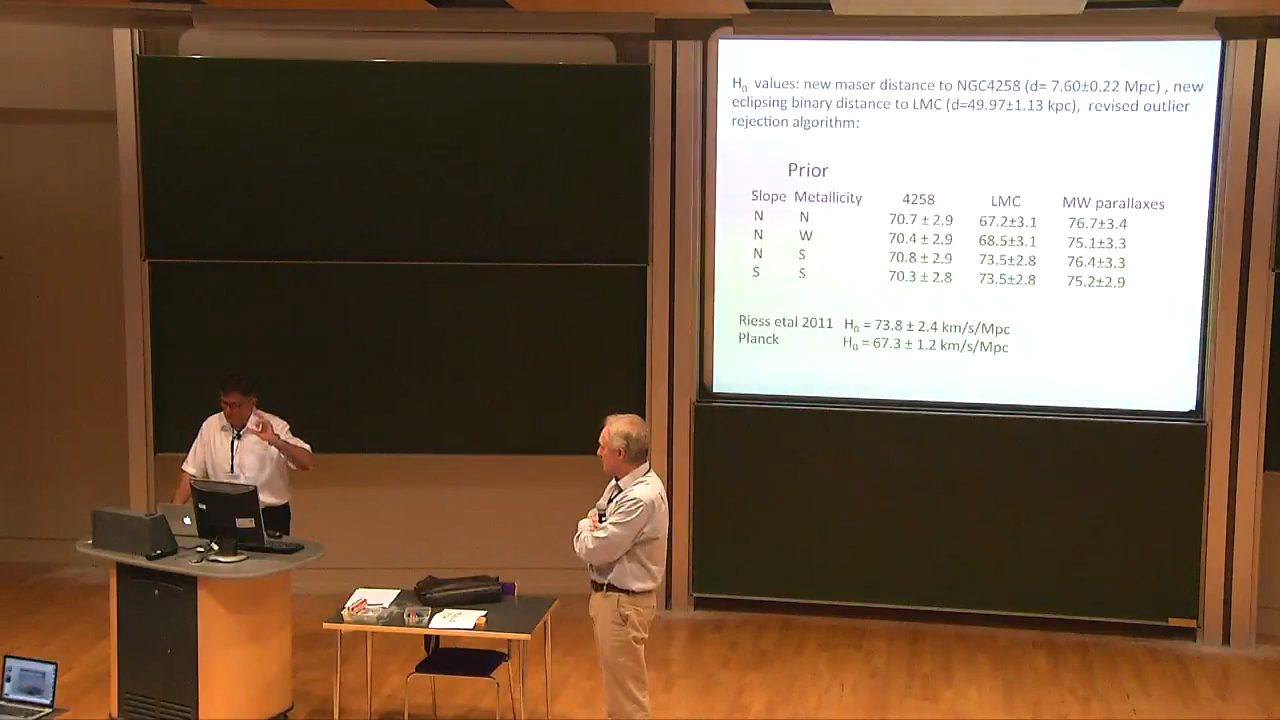 H₀ values: new maser distance to NGC4258 (d= 7.60±0.22 Mpc) , new
eclipsing binary distance to LMC (d=49.97±1.13 kpc), revised outlier
rejection algorithm:
Prior
Slope Metallicity 4258 LMC MW parallaxes
N N 70.7 ± 2.9 67.2±3.1 76.7±3.4
N W 70.4 ± 2.9 68.5±3.1 75.1±3.3
N S 70.8 ± 2.9 73.5±2.8 76.4±3.3
S S 70.3 ± 2.8 73.5±2.8 75.2±2.9
Riess etal 2011 H₀ = 73.8 ± 2.4 km/s/Mpc
Planck H₀ = 67.3 ± 1.2 km/s/Mpc